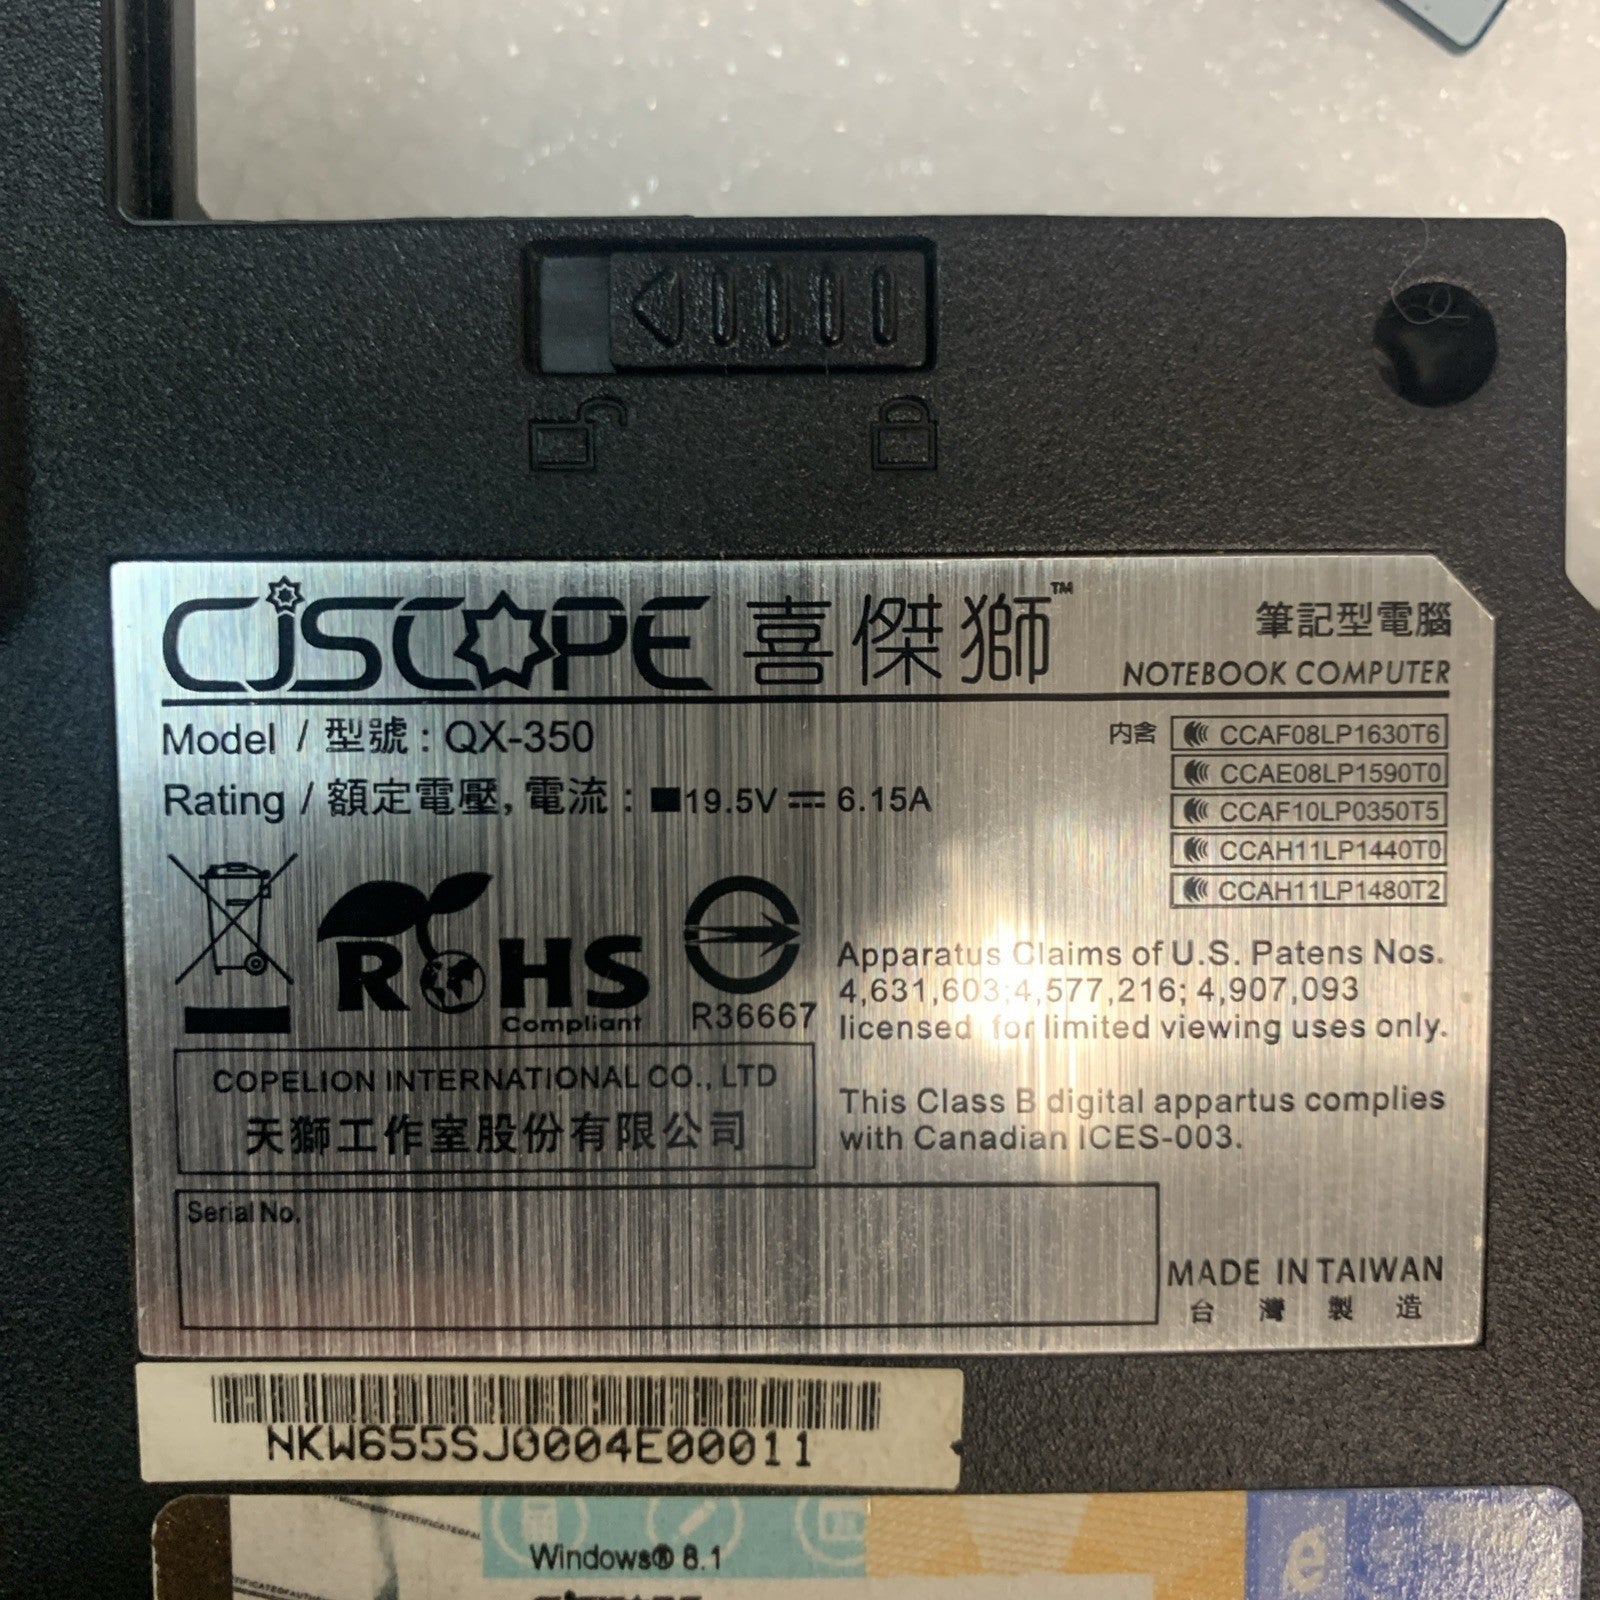 CJSCOPE 喜傑獅™
筆記型電腦
NOTEBOOK COMPUTER
Model / 型號 : QX-350
Rating / 額定電壓, 電流 : ■19.5V ⎓ 6.15A
內含 CCAF08LP1630T6
CCAE08LP1590T0
CCAF10LP0350T5
CCAH11LP1440T0
CCAH11LP1480T2
ROHS
Compliant
R36667
Apparatus Claims of U.S. Patens Nos.
4,631,603;4,577,216; 4,907,093
licensed for limited viewing uses only.
COPELION INTERNATIONAL CO., LTD
天獅工作室股份有限公司
This Class B digital appartus complies
with Canadian ICES-003.
Serial No.
MADE IN TAIWAN
台灣製造
NKW655SJ0004E00011
Windows® 8.1